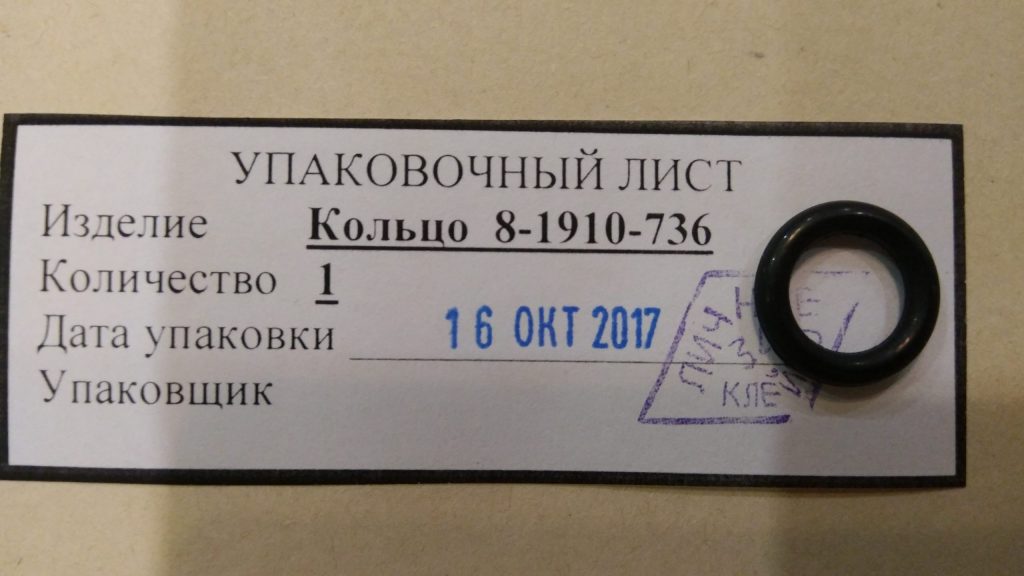 УПАКОВОЧНЫЙ ЛИСТ
Изделие Кольцо 8-1910-736
Количество 1
Дата упаковки 16 ОКТ 2017
Упаковщик